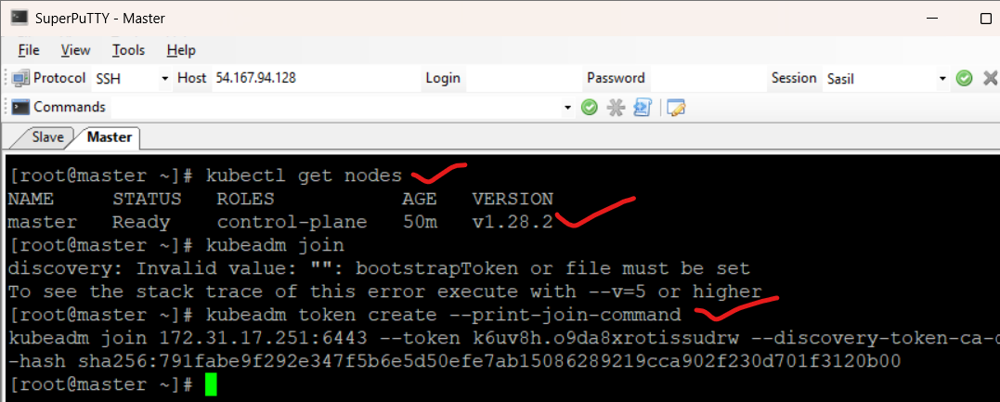 SuperPuTTY - Master
File View Tools Help
Protocol SSH Host 54.167.94.128 Login Password Session Sasil
Commands
Slave Master
[root@master ~]# kubectl get nodes
NAME STATUS ROLES AGE VERSION
master Ready control-plane 50m v1.28.2
[root@master ~]# kubeadm join
discovery: Invalid value: "": bootstrapToken or file must be set
To see the stack trace of this error execute with --v=5 or higher
[root@master ~]# kubeadm token create --print-join-command
kubeadm join 172.31.17.251:6443 --token k6uv8h.o9da8xrotissudrw --discovery-token-ca-c
-hash sha256:791fabe9f292e347f5b6e5d50efe7ab15086289219cca902f230d701f3120b00
[root@master ~]#